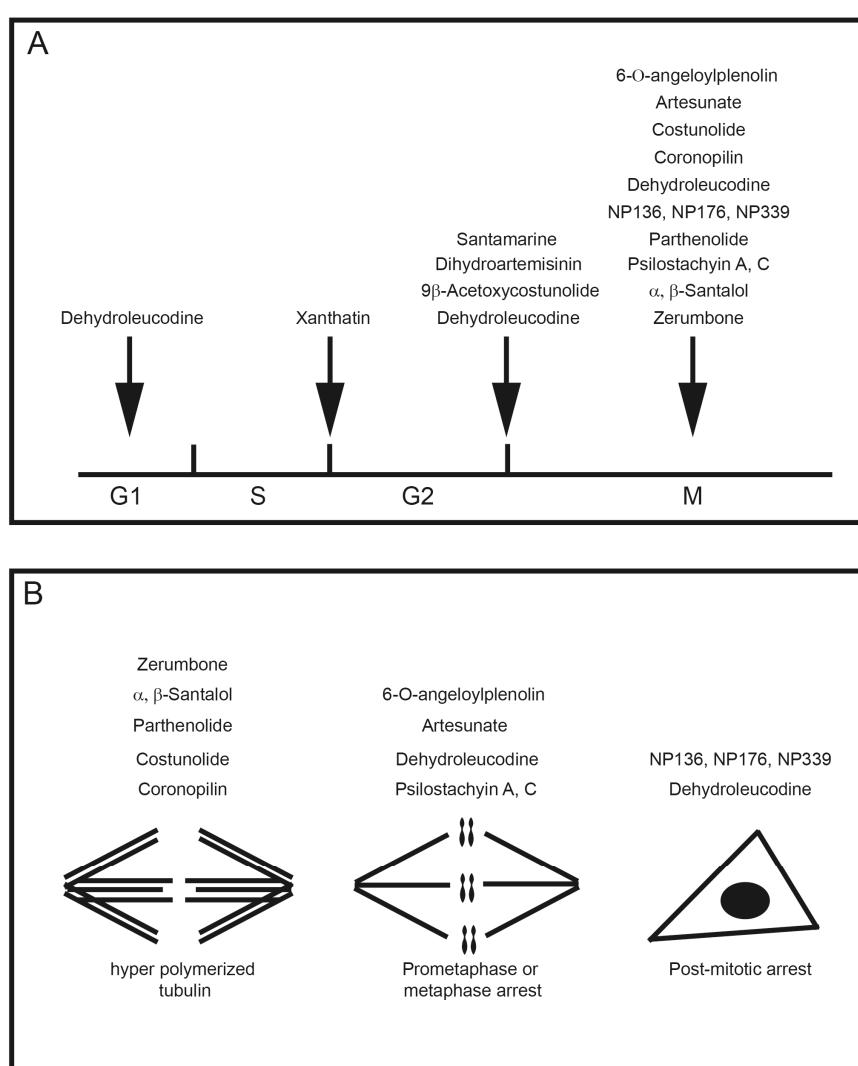 A
6-O-angeloylplenolin
Artesunate
Costunolide
Coronopilin
Dehydroleucodine
NP136, NP176, NP339
Santamarine
Parthenolide
Dihydroartemisinin
Psilostachyin A, C
9β-Acetoxycostunolide
α, β-Santalol
Dehydroleucodine
Xanthatin
Dehydroleucodine
Zerumbone
G1
S
G2
M
B
Zerumbone
α, β-Santalol
Parthenolide
Costunolide
Coronopilin
6-O-angeloylplenolin
Artesunate
Dehydroleucodine
Psilostachyin A, C
NP136, NP176, NP339
Dehydroleucodine
hyper polymerized
tubulin
Prometaphase or
metaphase arrest
Post-mitotic arrest